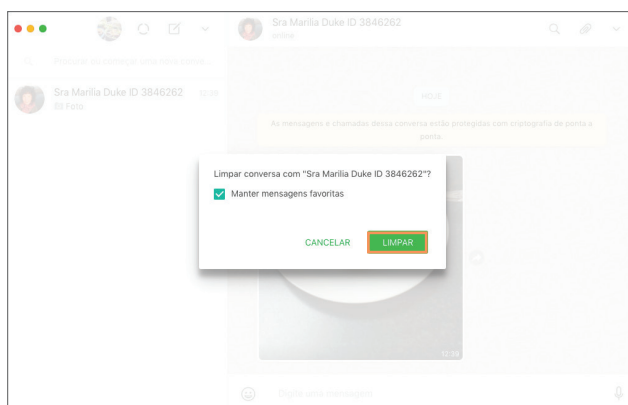 Sra Marilia Duke ID 3846262
online
Sra Marilia Duke ID 3846262 12:39
Foto
HOJE
As mensagens e chamadas dessa conversa estão protegidas com criptografia de ponta a
ponta.
Limpar conversa com "Sra Marilia Duke ID 3846262"?
Manter mensagens favoritas
CANCELAR LIMPAR
12:39
Digite uma mensagem